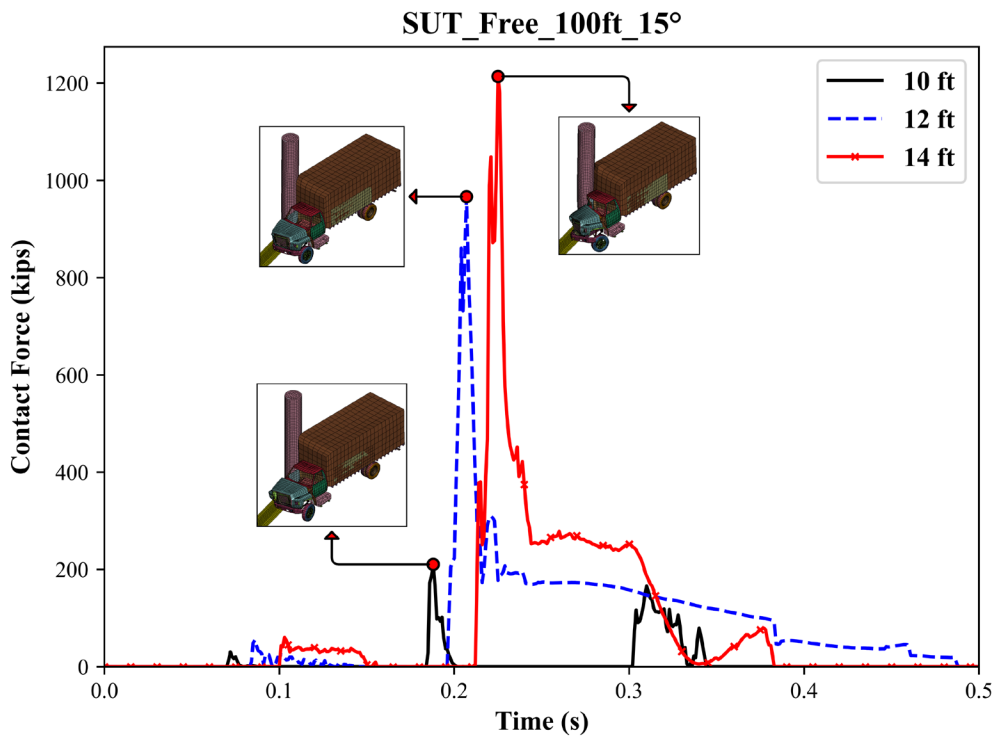 SUT_Free_100ft_15°
1200
1000
800
600
400
200
0
Contact Force (kips)
10 ft
12 ft
14 ft
0.0 0.1 0.2 0.3 0.4 0.5
Time (s)